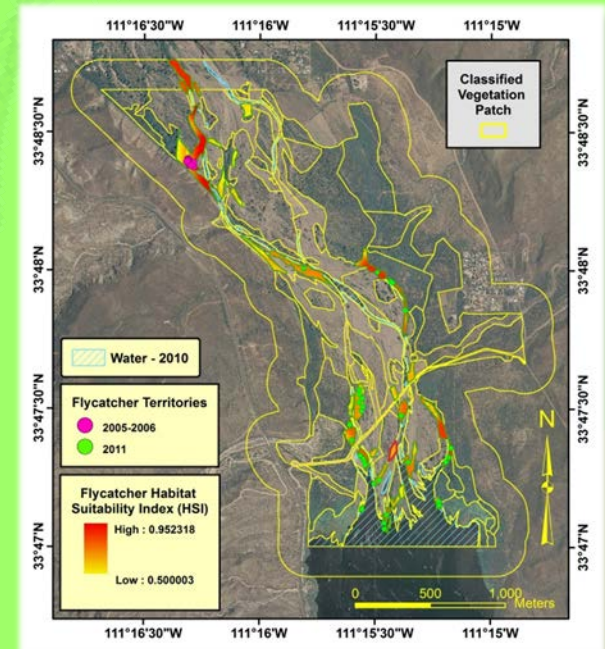 111°16'30"W 111°16'W 111°15'30"W 111°15'W
Classified
Vegetation
Patch
33°48'30"N
33°48'30"N
33°48'N
33°48'N
Water - 2010
Flycatcher Territories
2005-2006
2011
33°47'30"N
33°47'30"N
N
Flycatcher Habitat
Suitability Index (HSI)
High : 0.952318
Low : 0.500003
33°47'N
33°47'N
0 500 1,000
Meters
111°16'30"W 111°16'W 111°15'30"W 111°15'W